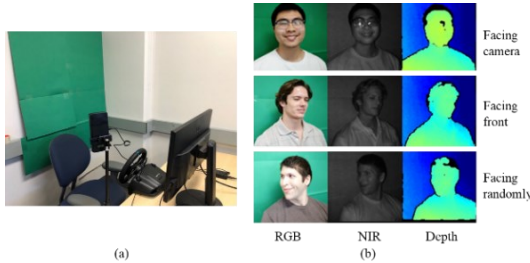 Facing
camera
Facing
front
Facing
randomly
RGB NIR Depth
(a) (b)